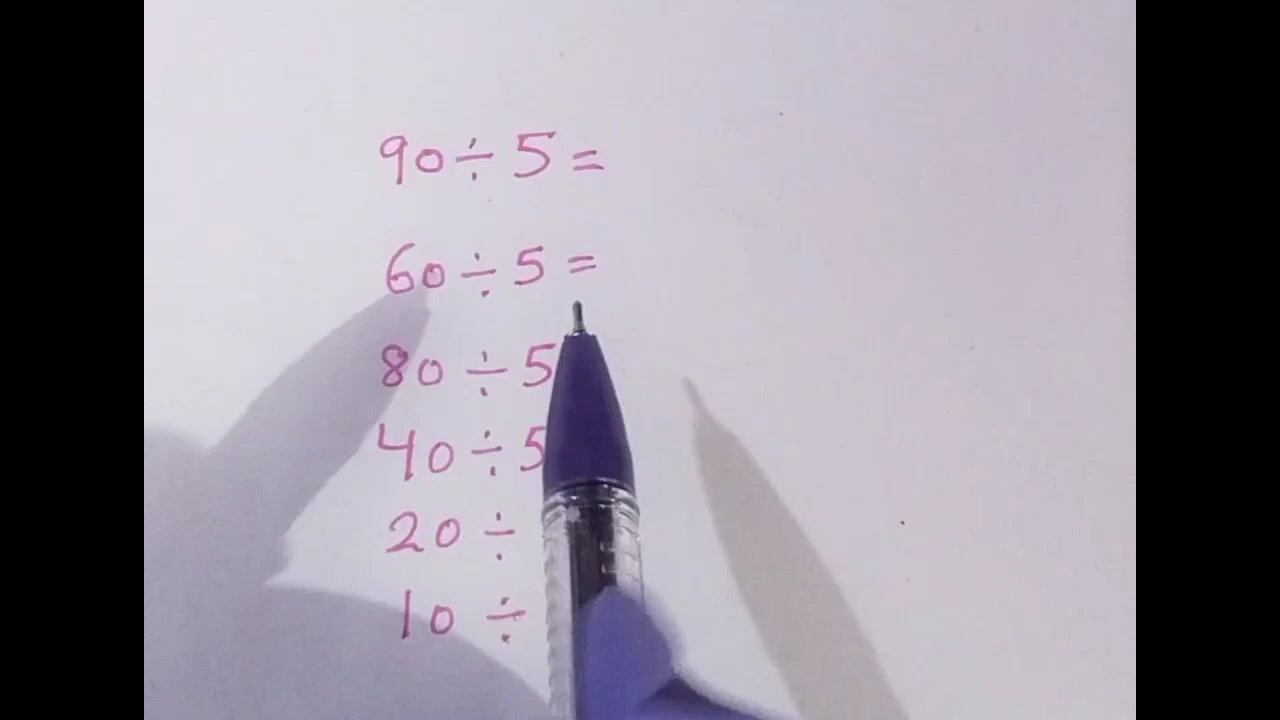 90 ÷ 5 =
60 ÷ 5 =
80 ÷ 5
40 ÷ 5
20 ÷
10 ÷